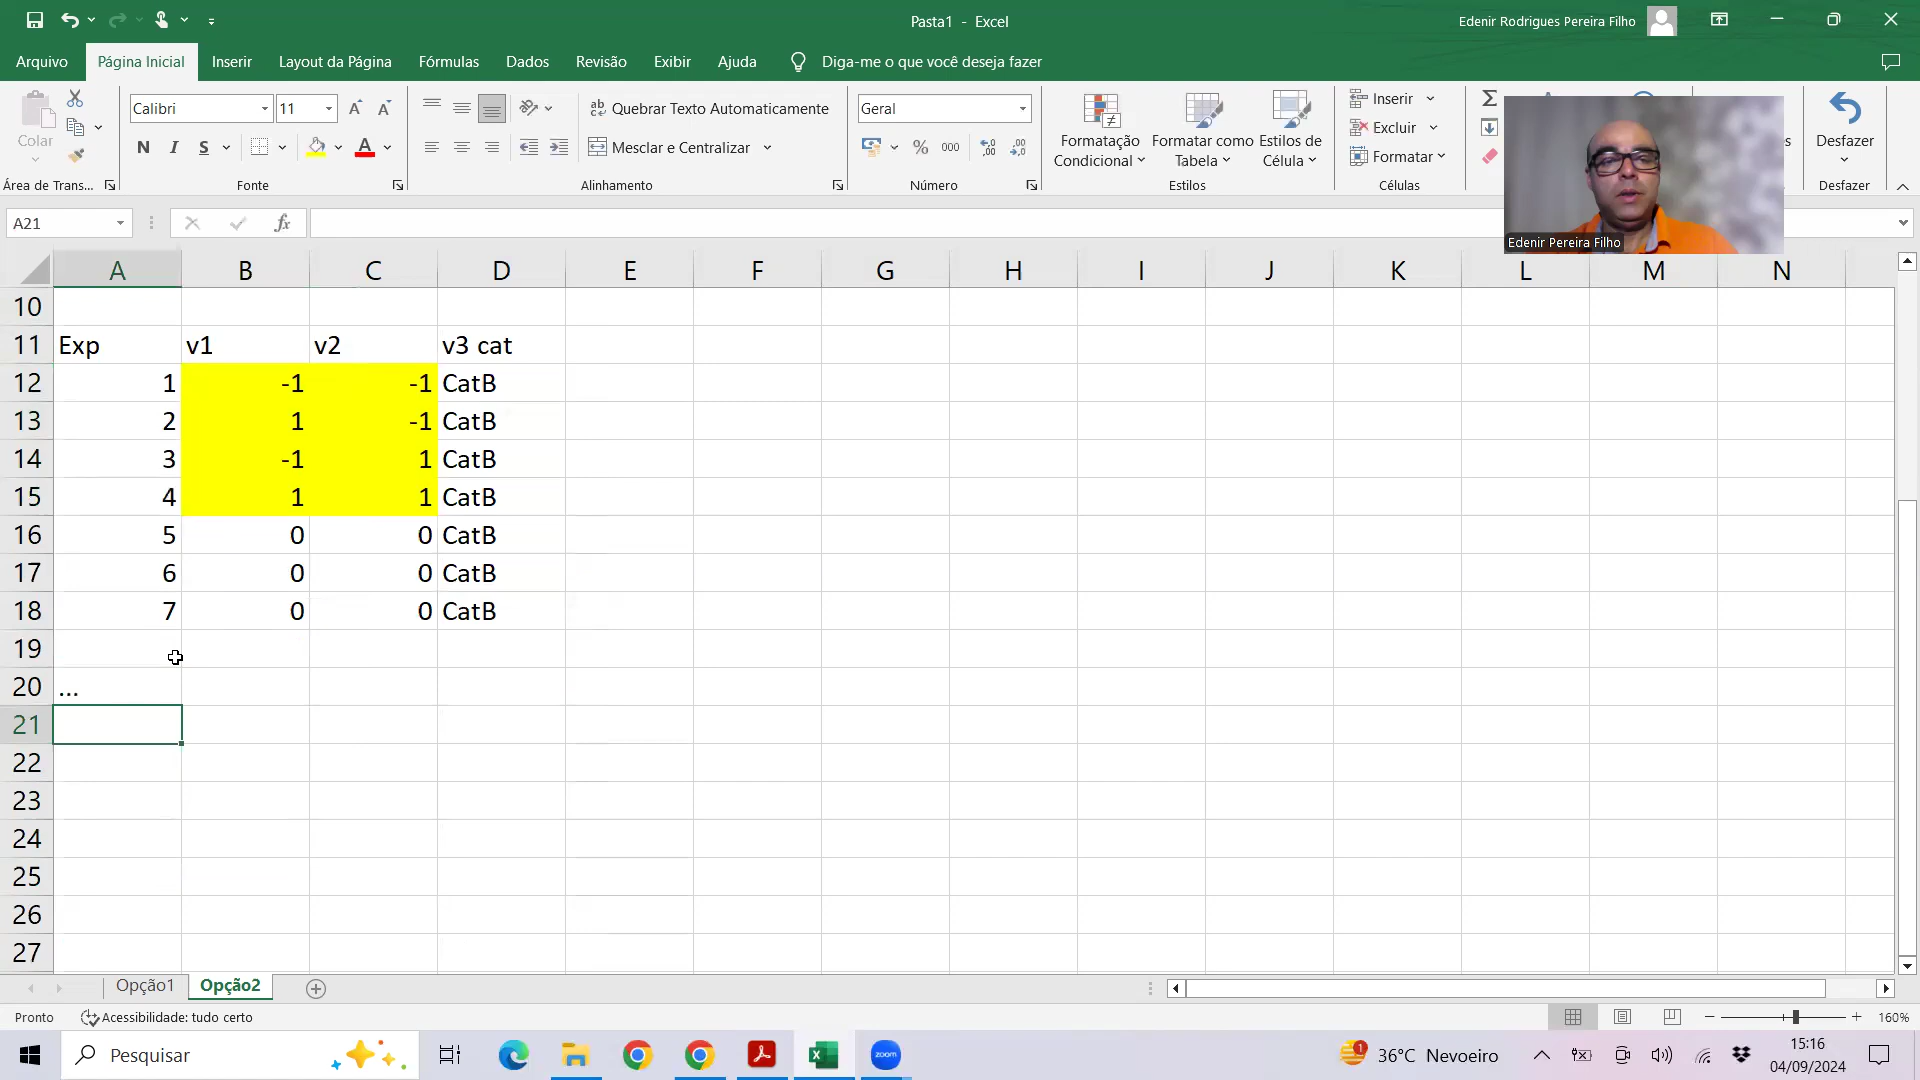 Pasta1 - Excel
Edenir Rodrigues Pereira Filho
Arquivo
Página Inicial
Inserir
Layout da Página
Fórmulas
Dados
Revisão
Exibir
Ajuda
Diga-me o que você deseja fazer
Colar
Área de Trans...
Calibri
11
N I S
A
Fonte
Quebrar Texto Automaticamente
Mesclar e Centralizar
Alinhamento
Geral
% 000
Número
Formatação Condicional
Formatar como Tabela
Estilos de Célula
Estilos
Inserir
Excluir
Formatar
Células
Desfazer
Desfazer
Edenir Pereira Filho
A21
fx
A B C D E F G H I J K L M N
10
11 Exp v1 v2 v3 cat
12 1 -1 -1 CatB
13 2 1 -1 CatB
14 3 -1 1 CatB
15 4 1 1 CatB
16 5 0 0 CatB
17 6 0 0 CatB
18 7 0 0 CatB
19
20 ...
21
22
23
24
25
26
27
Opção1
Opção2
Pronto
Acessibilidade: tudo certo
160%
Pesquisar
zoom
1
36°C Nevoeiro
15:16
04/09/2024